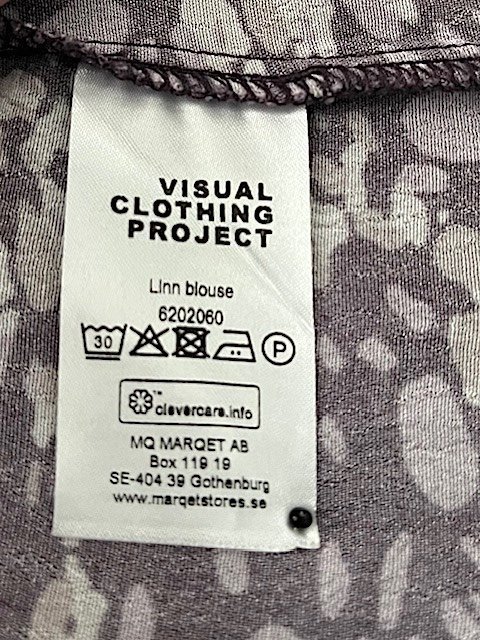 VISUAL
CLOTHING
PROJECT
Linn blouse
6202060
30 P
™
clevercare.info
MQ MARQET AB
Box 119 19
SE-404 39 Gothenburg
www.marqetstores.se